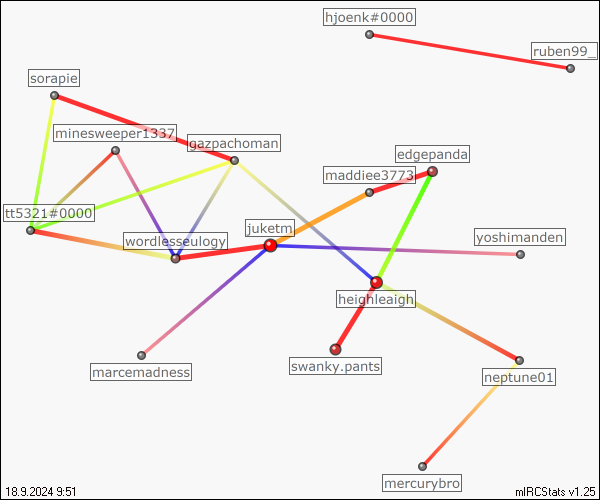 hjoenk#0000
ruben99_
sorapie
minesweeper1337
gazpachoman
edgepanda
maddiee3773
tt5321#0000
juketm
wordlesseulogy
yoshimanden
heighleaigh
swanky.pants
marcemadness
neptune01
mercurybro
18.9.2024 9:51
mIRCStats v1.25